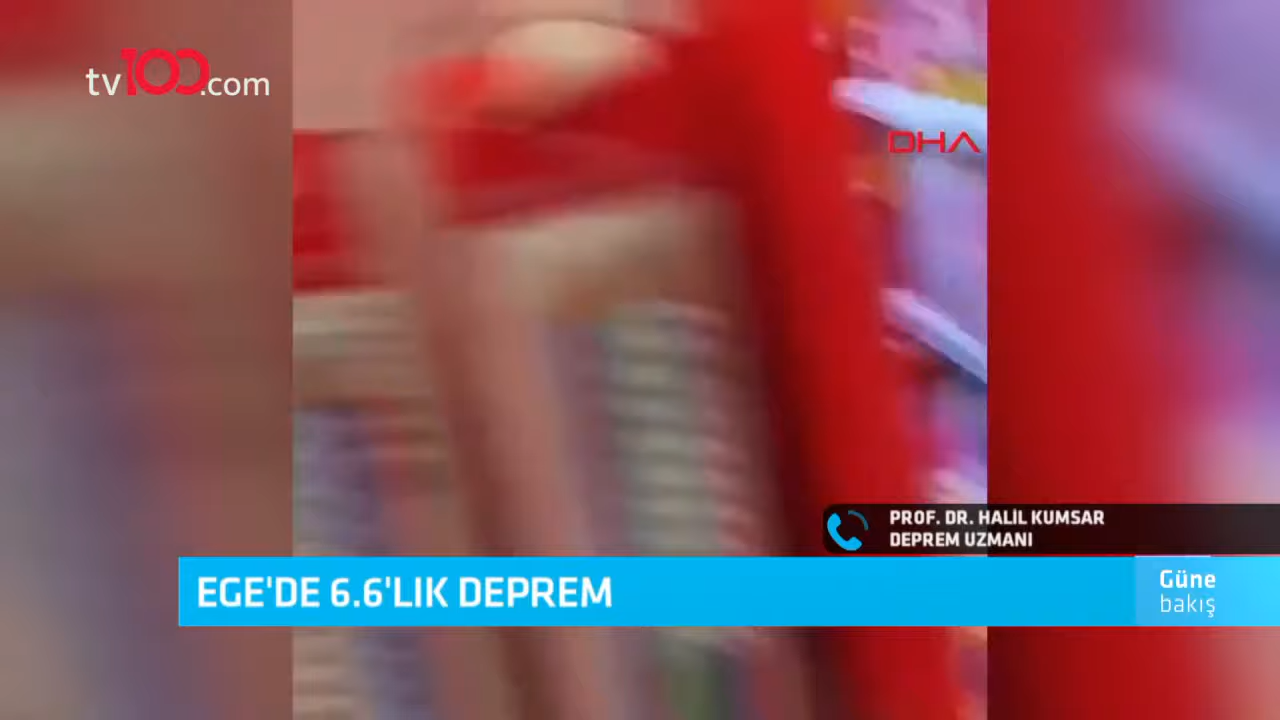 tv100.com
DHA
PROF. DR. HALİL KUMSAR
DEPREM UZMANI
EGE'DE 6.6'LIK DEPREM
Güne
bakış